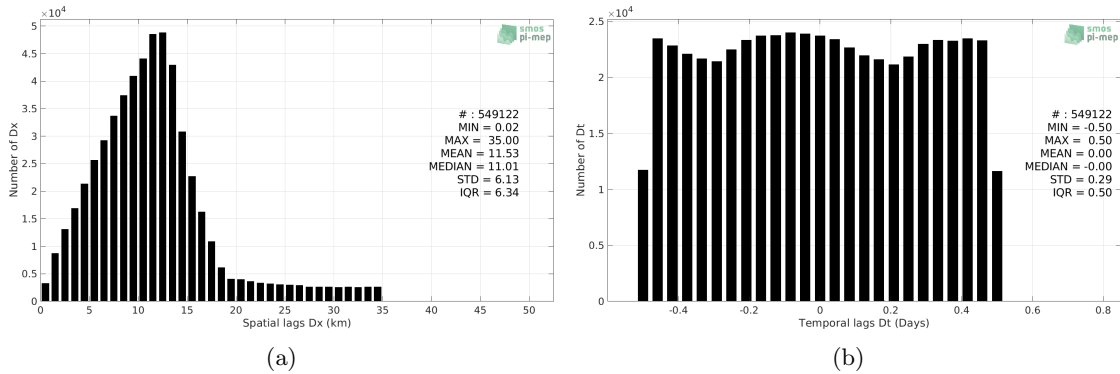 ×10⁴
5
4.5
4
3.5
3
2.5
2
1.5
1
0.5
0
Number of Dx
smos
pi-mep
# : 549122
MIN = 0.02
MAX = 35.00
MEAN = 11.53
MEDIAN = 11.01
STD = 6.13
IQR = 6.34
0 5 10 15 20 25 30 35 40 45 50
Spatial lags Dx (km)
(a)
×10⁴
2.5
2
1.5
1
0.5
0
Number of Dt
smos
pi-mep
# : 549122
MIN = -0.50
MAX = 0.50
MEAN = 0.00
MEDIAN = -0.00
STD = 0.29
IQR = 0.50
-0.4 -0.2 0 0.2 0.4 0.6 0.8
Temporal lags Dt (Days)
(b)